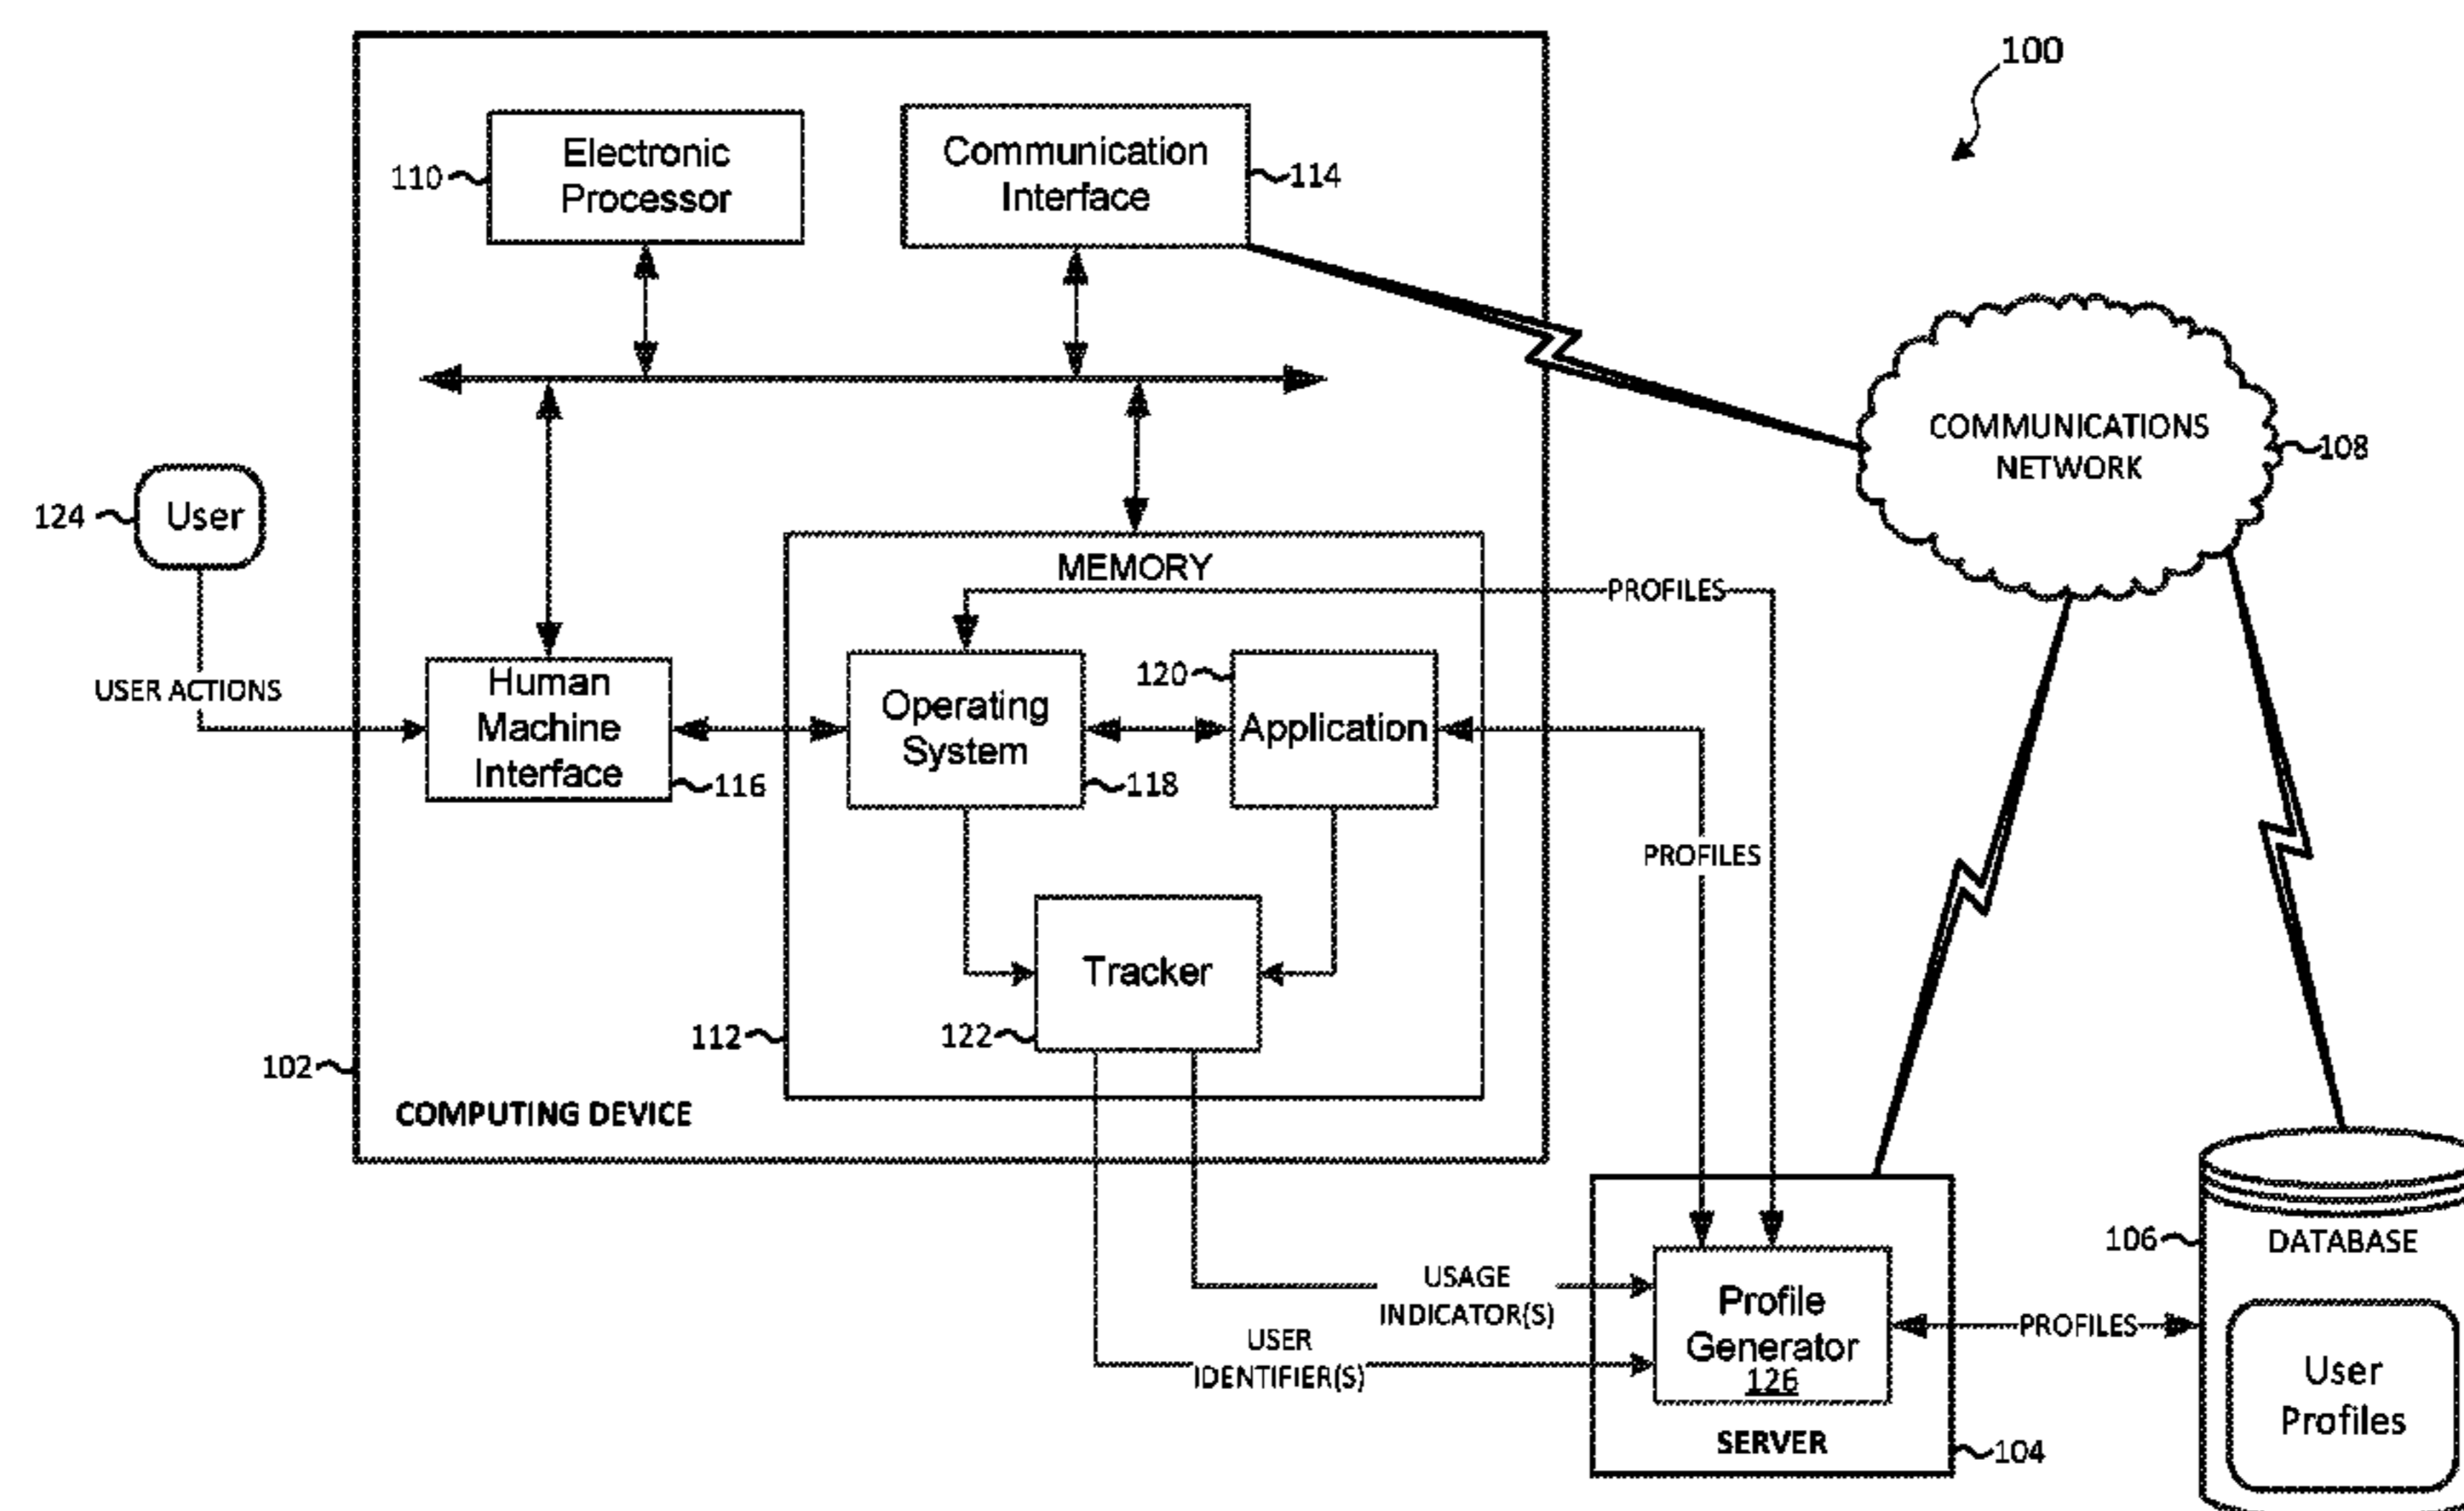 100
Electronic
Processor
110
Communication
Interface
114
COMMUNICATIONS
NETWORK
108
124
User
USER ACTIONS
MEMORY
PROFILES
Human
Machine
Interface
116
Operating
System
118
120
Application
PROFILES
Tracker
112
122
102
COMPUTING DEVICE
USAGE
INDICATOR(S)
USER
IDENTIFIER(S)
Profile
Generator
126
SERVER
104
PROFILES
106
DATABASE
User
Profiles